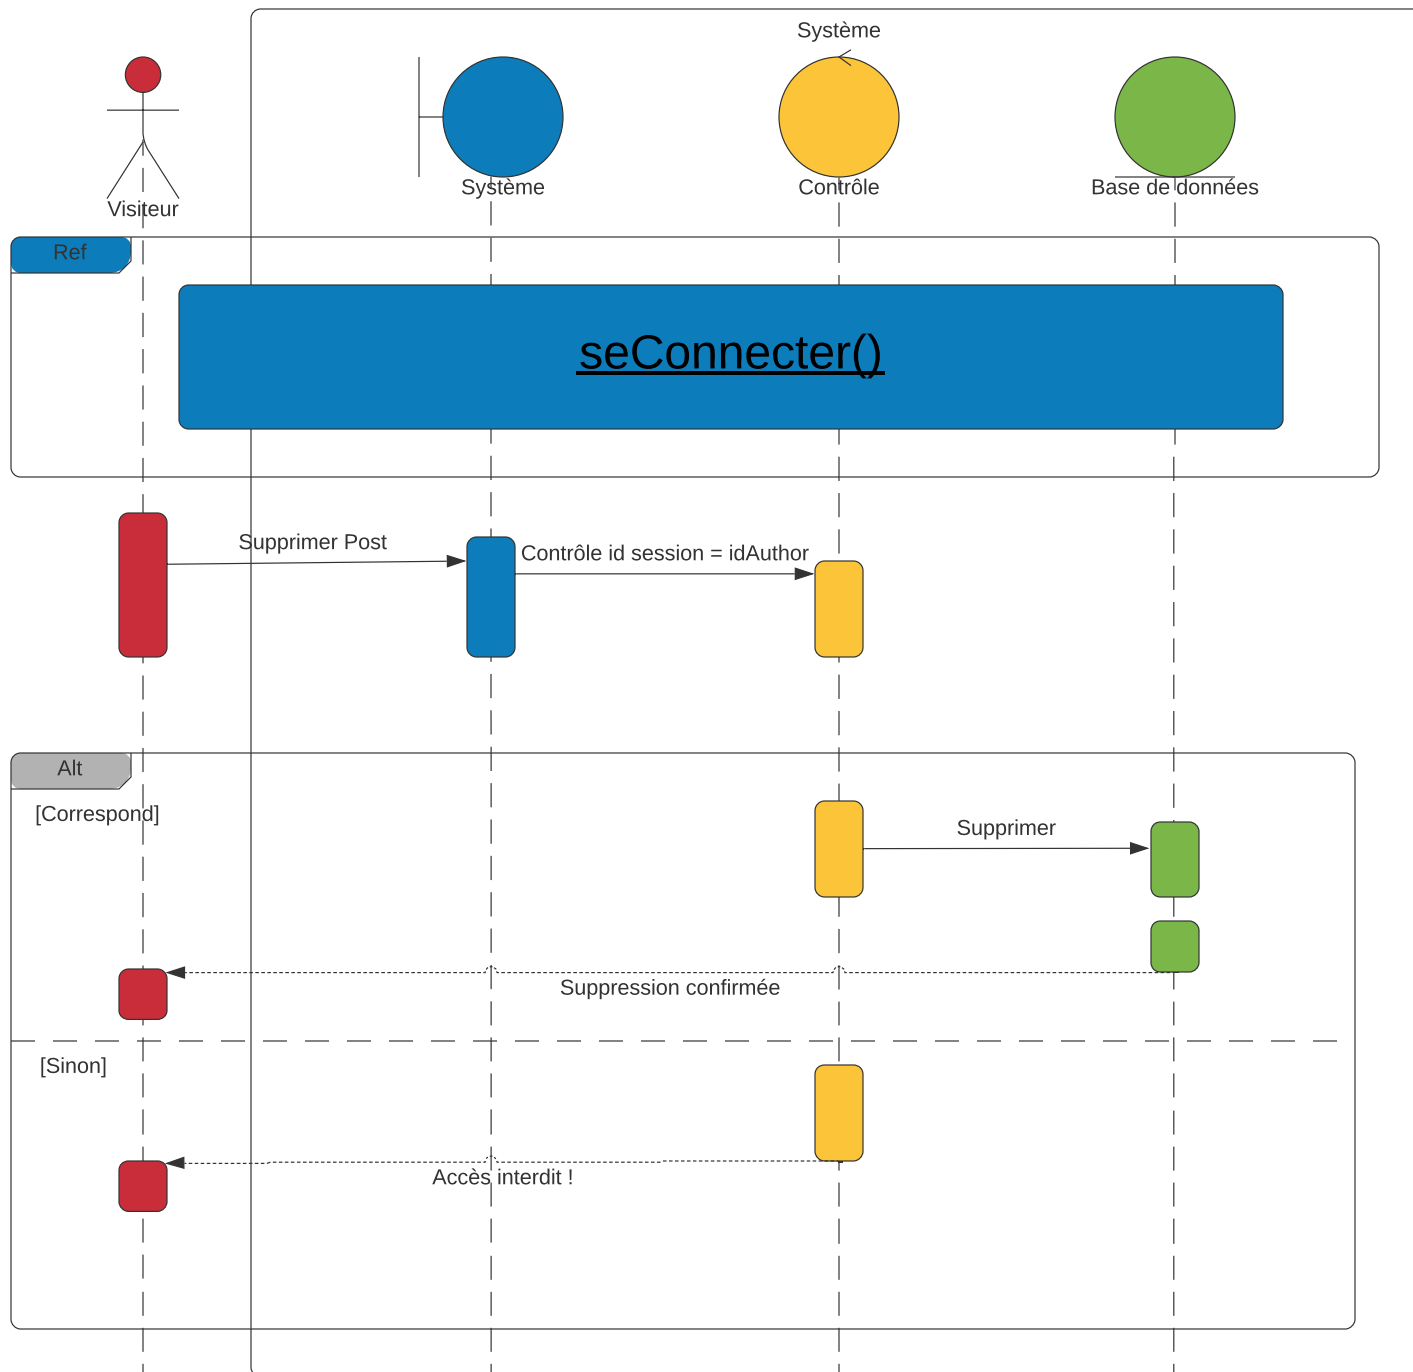 Système
Visiteur
Système
Contrôle
Base de données
Ref
seConnecter()
Supprimer Post
Contrôle id session = idAuthor
Alt
[Correspond]
Supprimer
Suppression confirmée
[Sinon]
Accès interdit !